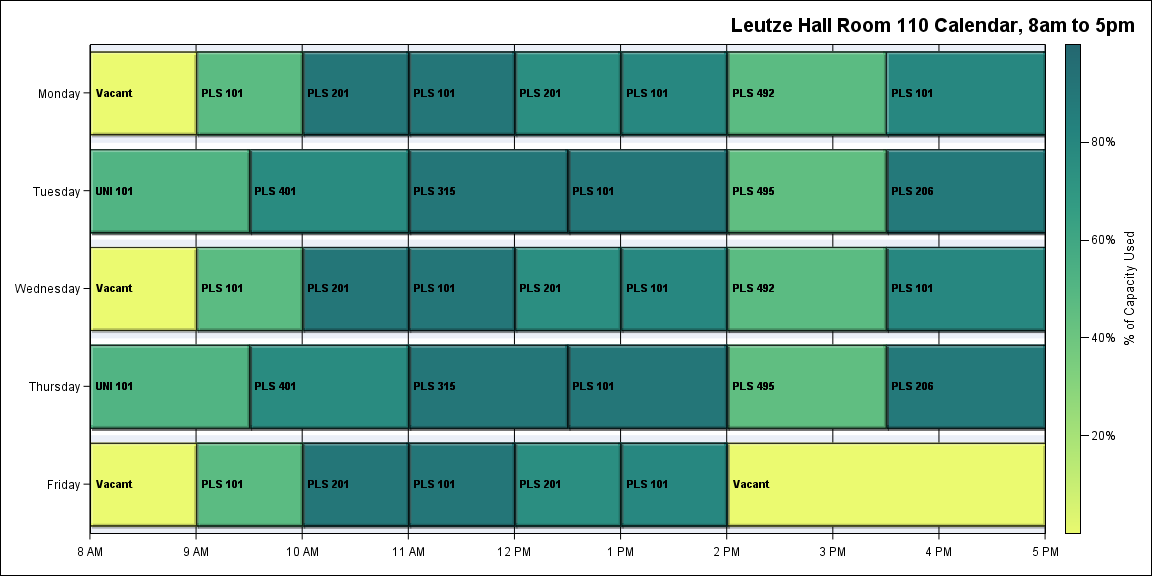 Leutze Hall Room 110 Calendar, 8am to 5pm
Monday
Vacant
PLS 101
PLS 201
PLS 101
PLS 201
PLS 101
PLS 492
PLS 101
Tuesday
UNI 101
PLS 401
PLS 315
PLS 101
PLS 495
PLS 206
Wednesday
Vacant
PLS 101
PLS 201
PLS 101
PLS 201
PLS 101
PLS 492
PLS 101
Thursday
UNI 101
PLS 401
PLS 315
PLS 101
PLS 495
PLS 206
Friday
Vacant
PLS 101
PLS 201
PLS 101
PLS 201
PLS 101
Vacant
8 AM
9 AM
10 AM
11 AM
12 PM
1 PM
2 PM
3 PM
4 PM
5 PM
80%
60%
40%
20%
% of Capacity Used